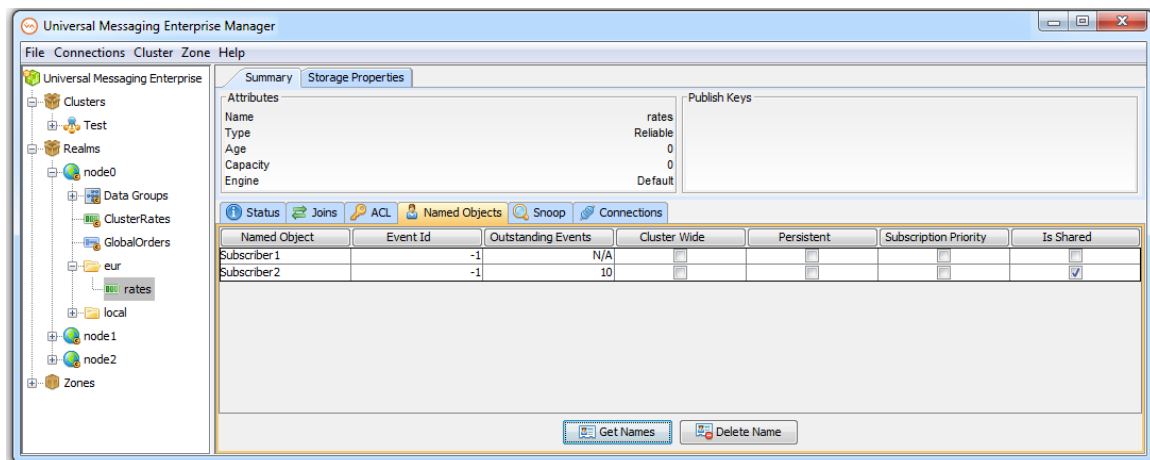 Universal Messaging Enterprise Manager
File Connections Cluster Zone Help
Universal Messaging Enterprise
Clusters
Test
Realms
node0
Data Groups
ClusterRates
GlobalOrders
eur
rates
local
node1
node2
Zones
Summary Storage Properties
Attributes
Name rates
Type Reliable
Age 0
Capacity 0
Engine Default
Publish Keys
Status Joins ACL Named Objects Snoop Connections
Named Object Event Id Outstanding Events Cluster Wide Persistent Subscription Priority Is Shared
Subscriber1 -1 N/A
Subscriber2 -1 10
Get Names Delete Name